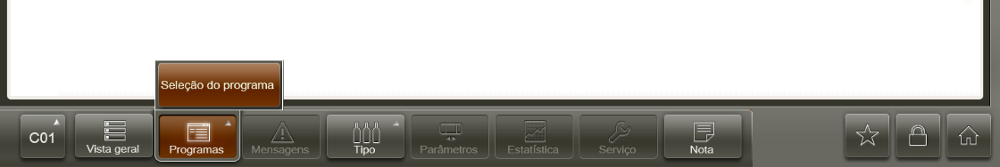 Seleção do programa
C01
Vista geral
Programas
Mensagens
Tipo
Parâmetros
Estatística
Serviço
Nota